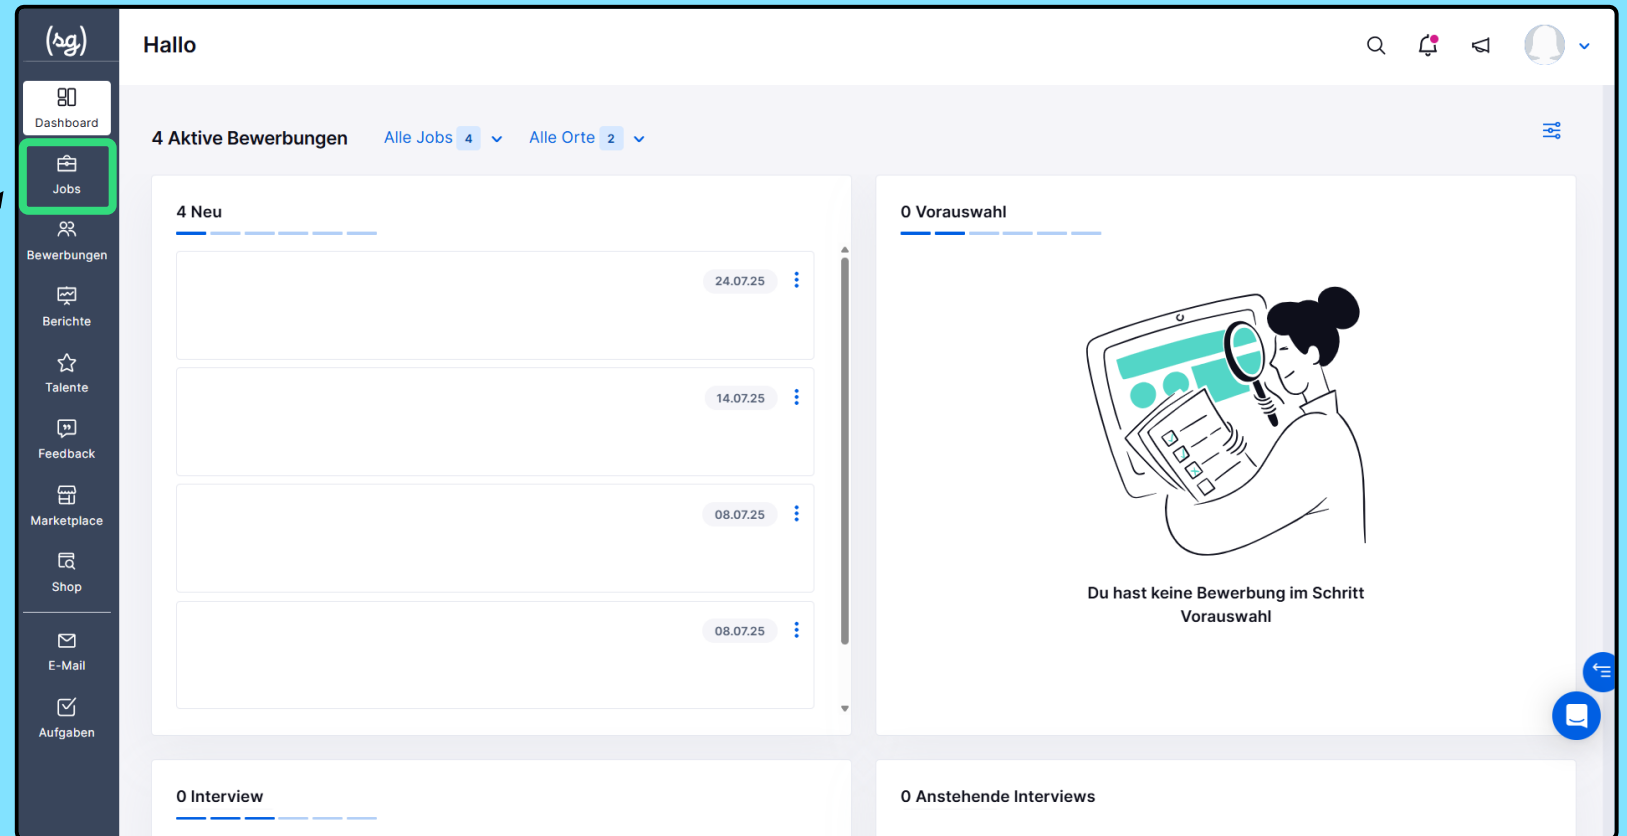 (sg)
Hallo
Dashboard
Jobs
Bewerbungen
Berichte
Talente
Feedback
Marketplace
Shop
E-Mail
Aufgaben
4 Aktive Bewerbungen
Alle Jobs 4
Alle Orte 2
4 Neu
24.07.25
14.07.25
08.07.25
08.07.25
0 Vorauswahl
Du hast keine Bewerbung im Schritt
Vorauswahl
0 Interview
0 Anstehende Interviews